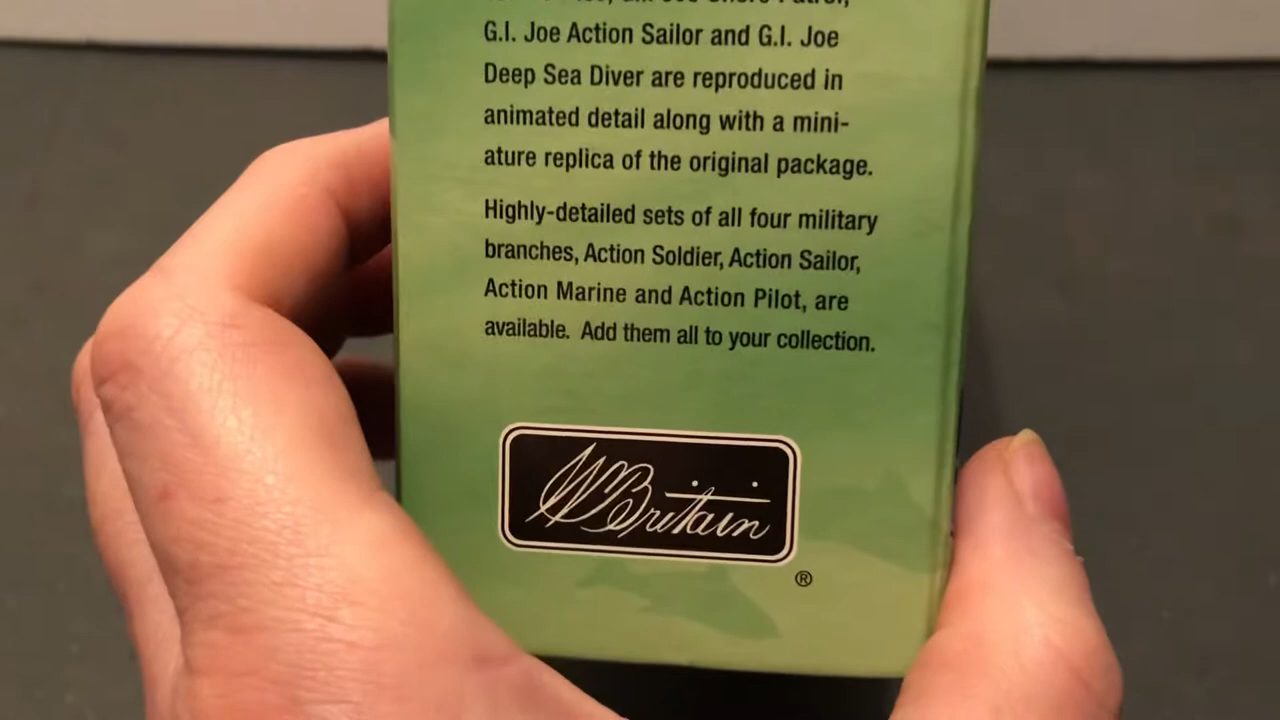 G.I. Joe Action Sailor and G.I. Joe
Deep Sea Diver are reproduced in
animated detail along with a mini-
ature replica of the original package.
Highly-detailed sets of all four military
branches, Action Soldier, Action Sailor,
Action Marine and Action Pilot, are
available. Add them all to your collection.
WBritain
®